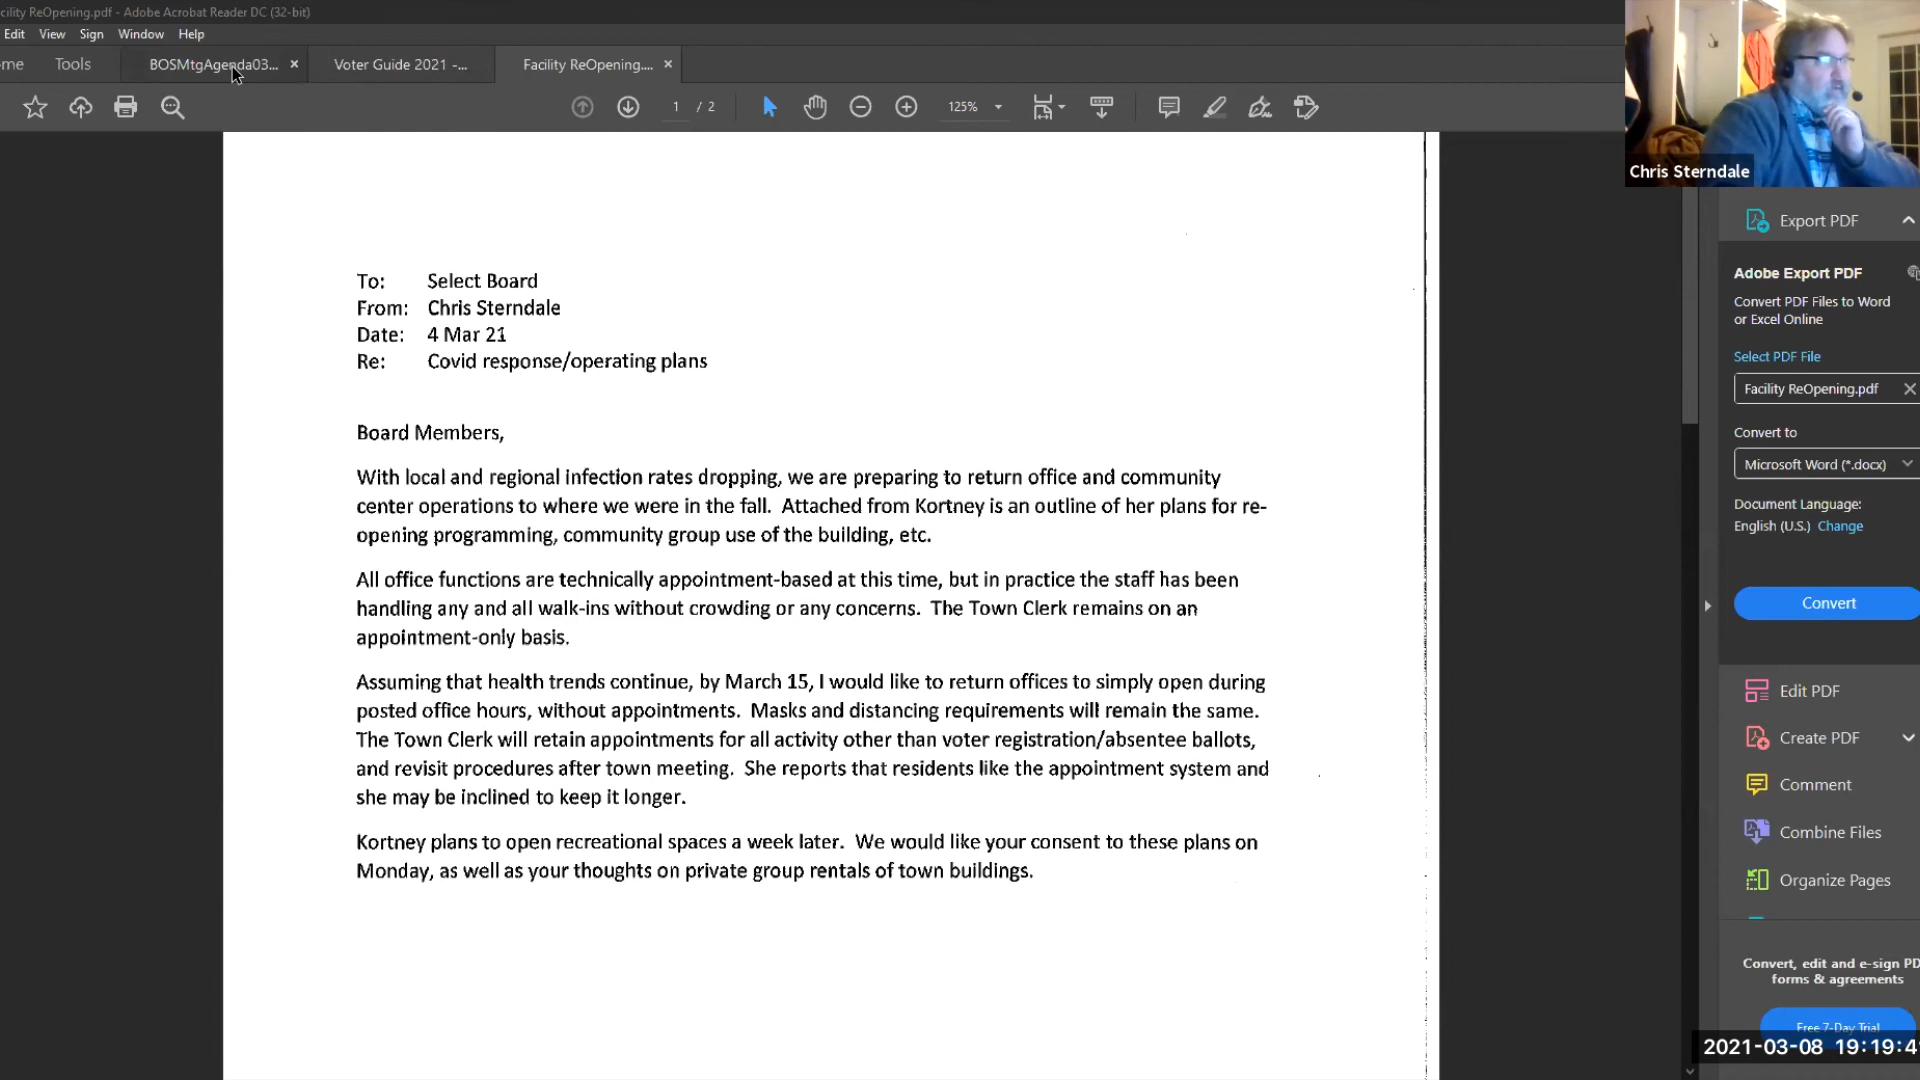 cility ReOpening.pdf - Adobe Acrobat Reader DC (32-bit)
Edit View Sign Window Help
me Tools BOSMtgAgenda03... × Voter Guide 2021 -... Facility ReOpening.... ×
1 / 2 125%
Chris Sterndale
To: Select Board
From: Chris Sterndale
Date: 4 Mar 21
Re: Covid response/operating plans
Board Members,
With local and regional infection rates dropping, we are preparing to return office and community
center operations to where we were in the fall. Attached from Kortney is an outline of her plans for re-
opening programming, community group use of the building, etc.
All office functions are technically appointment-based at this time, but in practice the staff has been
handling any and all walk-ins without crowding or any concerns. The Town Clerk remains on an
appointment-only basis.
Assuming that health trends continue, by March 15, I would like to return offices to simply open during
posted office hours, without appointments. Masks and distancing requirements will remain the same.
The Town Clerk will retain appointments for all activity other than voter registration/absentee ballots,
and revisit procedures after town meeting. She reports that residents like the appointment system and
she may be inclined to keep it longer.
Kortney plans to open recreational spaces a week later. We would like your consent to these plans on
Monday, as well as your thoughts on private group rentals of town buildings.
Export PDF
Adobe Export PDF
Convert PDF Files to Word
or Excel Online
Select PDF File
Facility ReOpening.pdf
Convert to
Microsoft Word (*.docx)
Document Language:
English (U.S.) Change
Convert
Edit PDF
Create PDF
Comment
Combine Files
Organize Pages
Convert, edit and e-sign PD
forms & agreements
Free 7-Day Trial
2021-03-08 19:19:4